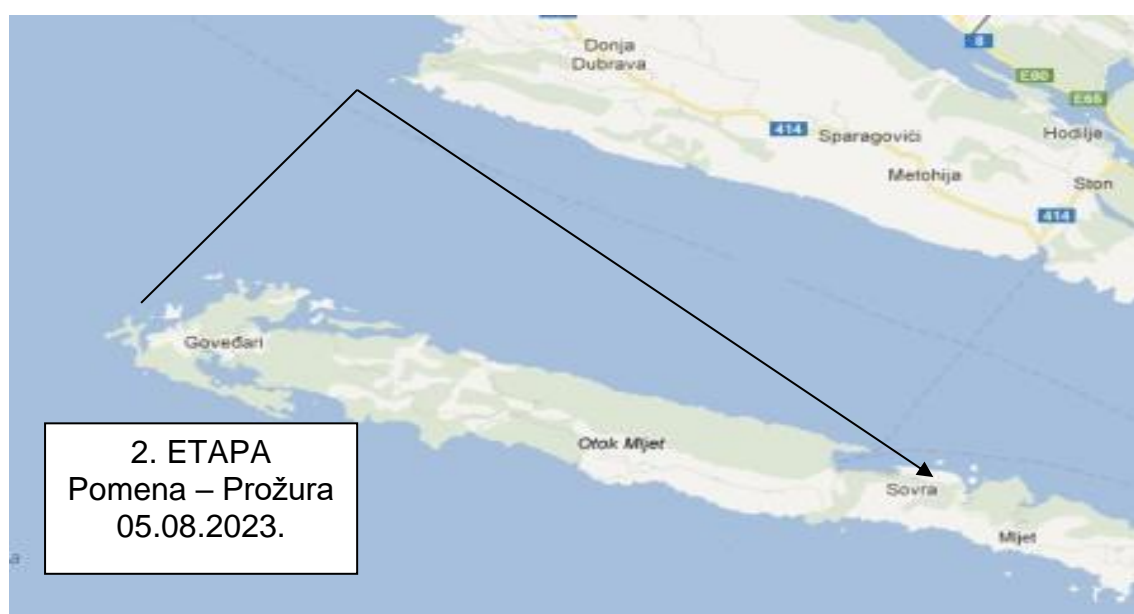 Donja
Dubrava
8
E80
E65
414
Sparagovići
Hodilje
Metohija
Ston
414
Goveđari
Otok Mljet
Sovra
Mljet
2. ETAPA
Pomena – Prožura
05.08.2023.
a